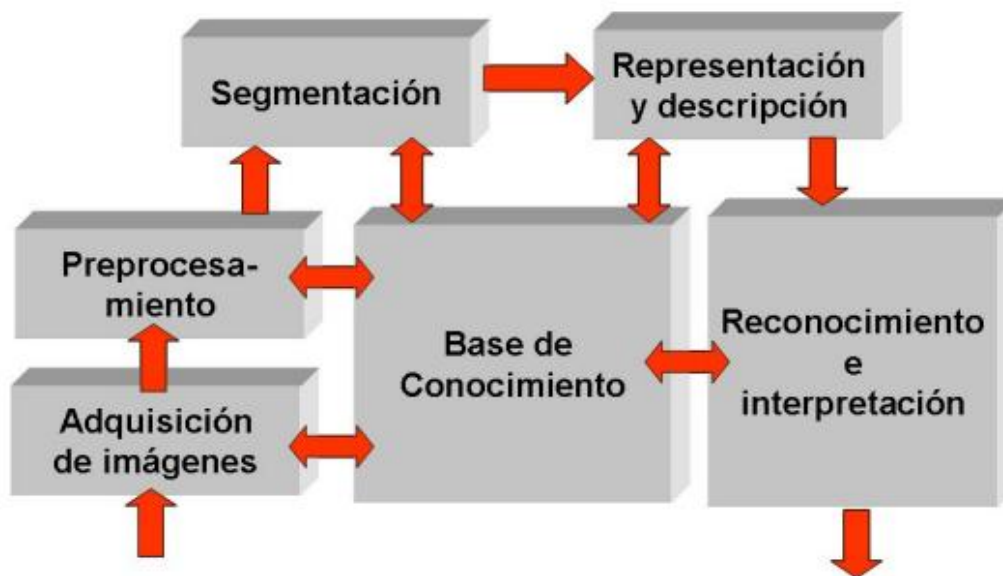 Segmentación
Representación
y descripción
Preprocesa-
miento
Base de
Conocimiento
Reconocimiento
e
interpretación
Adquisición
de imágenes